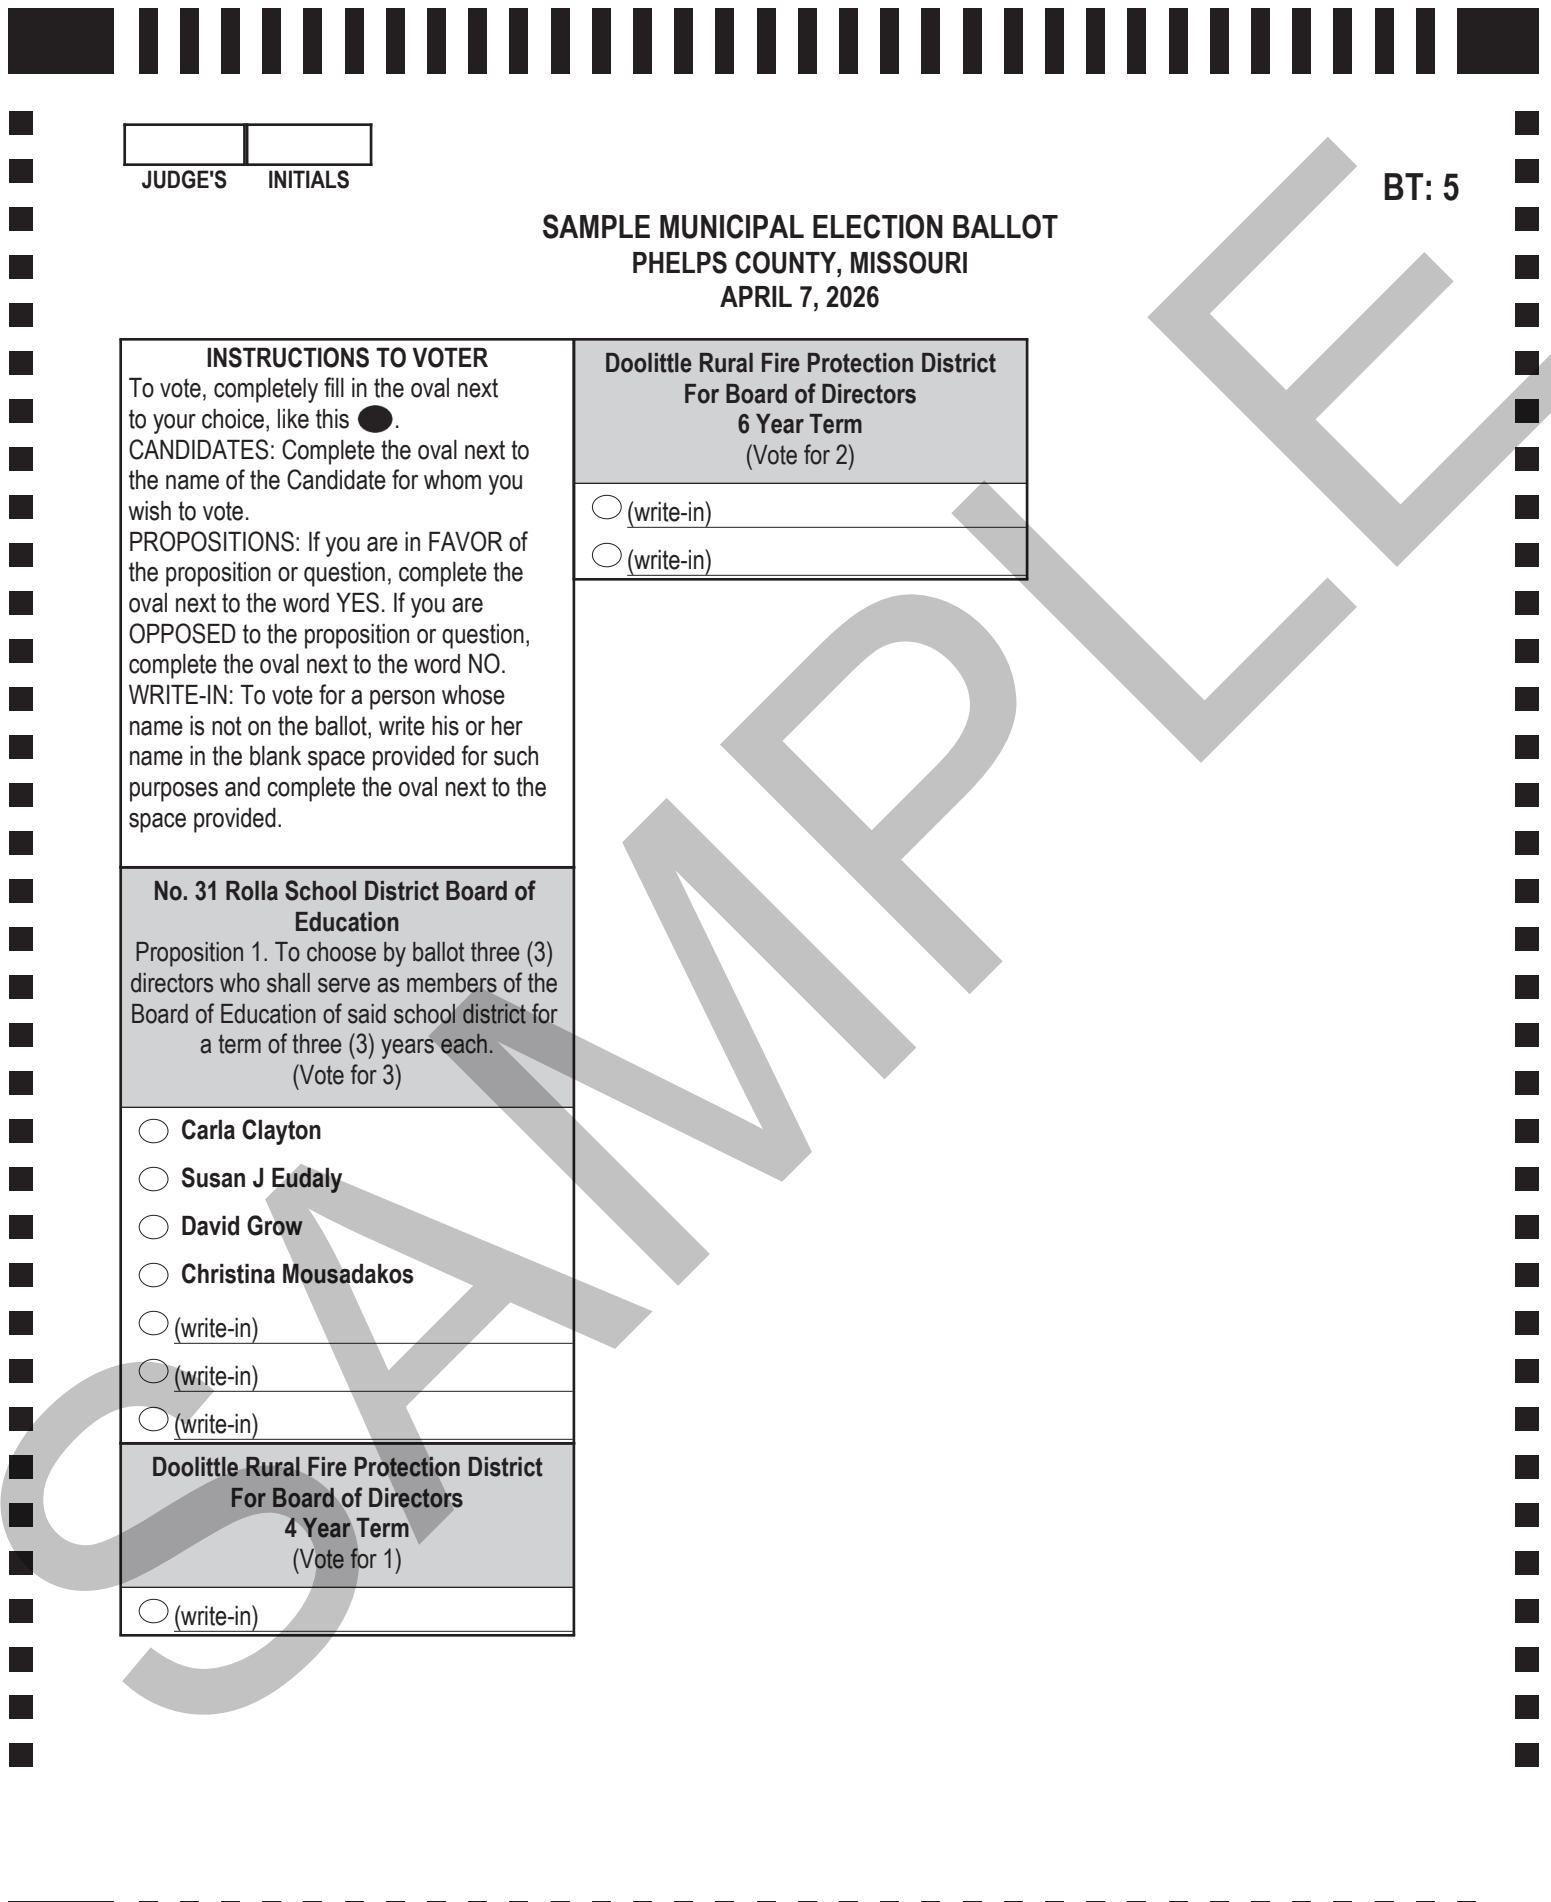 JUDGE'S INITIALS
BT: 5
SAMPLE MUNICIPAL ELECTION BALLOT
PHELPS COUNTY, MISSOURI
APRIL 7, 2026
INSTRUCTIONS TO VOTER
To vote, completely fill in the oval next
to your choice, like this .
CANDIDATES: Complete the oval next to
the name of the Candidate for whom you
wish to vote.
PROPOSITIONS: If you are in FAVOR of
the proposition or question, complete the
oval next to the word YES. If you are
OPPOSED to the proposition or question,
complete the oval next to the word NO.
WRITE-IN: To vote for a person whose
name is not on the ballot, write his or her
name in the blank space provided for such
purposes and complete the oval next to the
space provided.
No. 31 Rolla School District Board of
Education
Proposition 1. To choose by ballot three (3)
directors who shall serve as members of the
Board of Education of said school district for
a term of three (3) years each.
(Vote for 3)
Carla Clayton
Susan J Eudaly
David Grow
Christina Mousadakos
(write-in)
(write-in)
(write-in)
Doolittle Rural Fire Protection District
For Board of Directors
4 Year Term
(Vote for 1)
(write-in)
Doolittle Rural Fire Protection District
For Board of Directors
6 Year Term
(Vote for 2)
(write-in)
(write-in)
SAMPLE